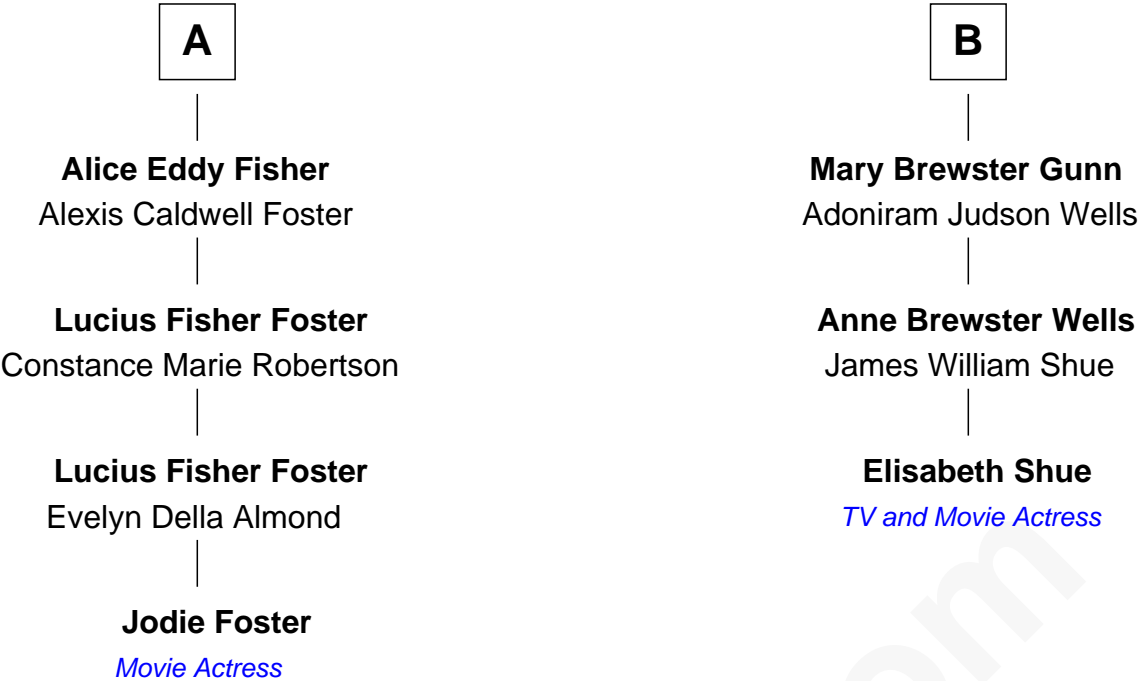 A
Alice Eddy Fisher
Alexis Caldwell Foster
Lucius Fisher Foster
Constance Marie Robertson
Lucius Fisher Foster
Evelyn Della Almond
Jodie Foster
Movie Actress
B
Mary Brewster Gunn
Adoniram Judson Wells
Anne Brewster Wells
James William Shue
Elisabeth Shue
TV and Movie Actress
om